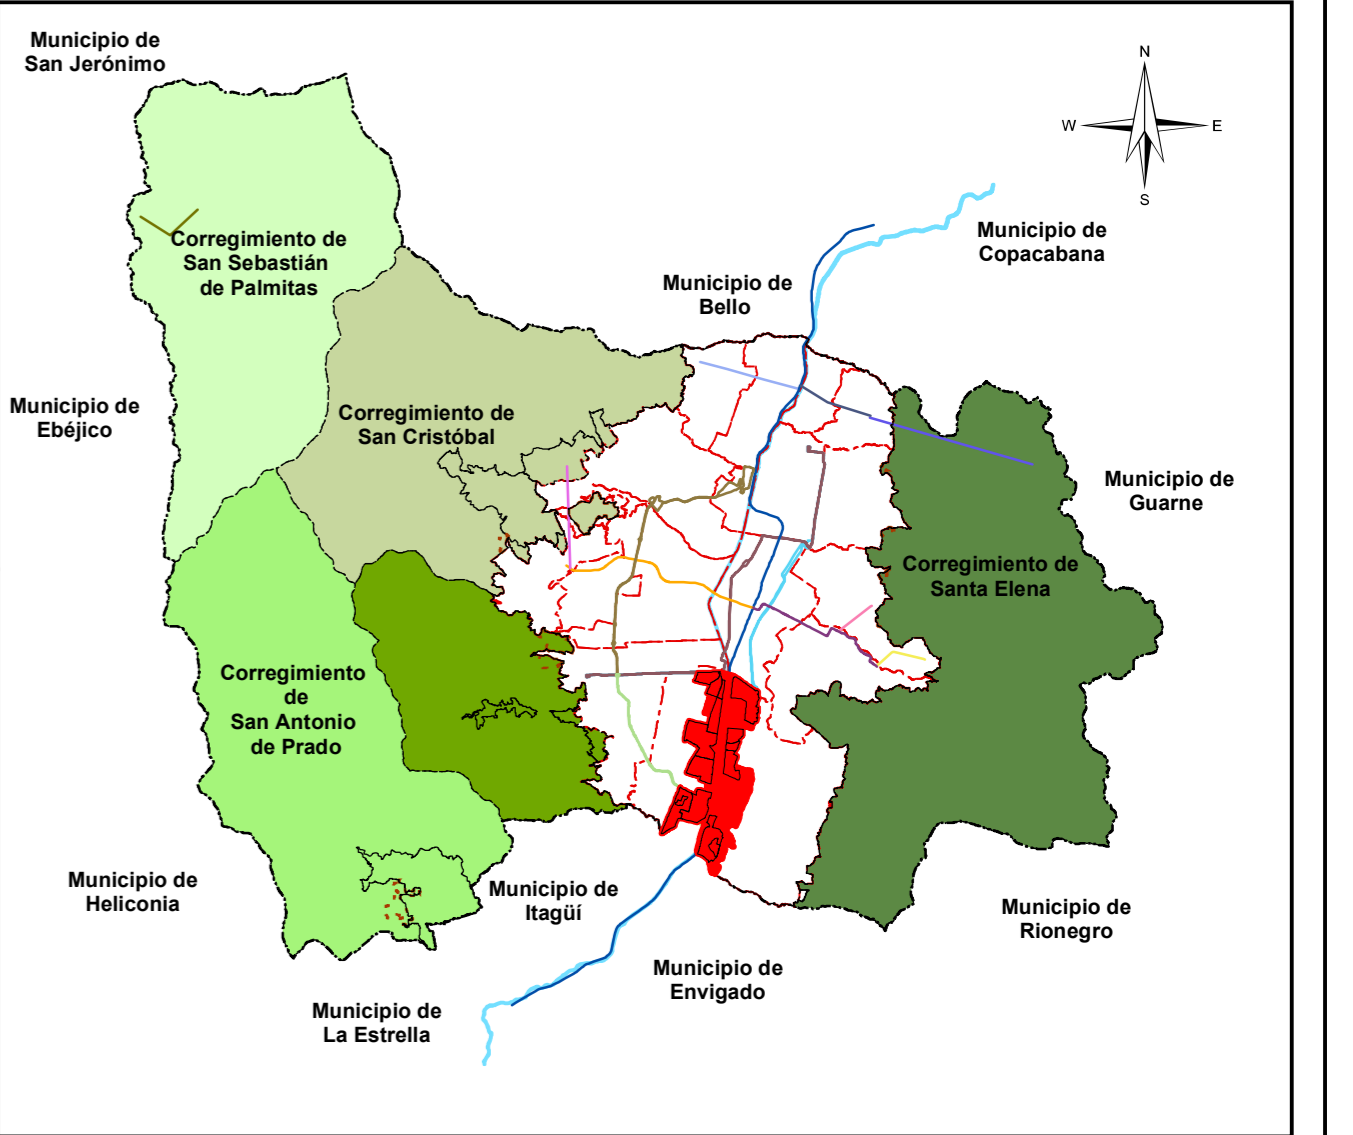 Municipio de
San Jerónimo
N
W
E
S
Municipio de
Copacabana
Corregimiento de
San Sebastián
de Palmitas
Municipio de
Bello
Municipio de
Ebéjico
Corregimiento de
San Cristóbal
Municipio de
Guarne
Corregimiento de
Santa Elena
Corregimiento
de
San Antonio
de Prado
Municipio de
Heliconia
Municipio de
Itagüí
Municipio de
Rionegro
Municipio de
Envigado
Municipio de
La Estrella